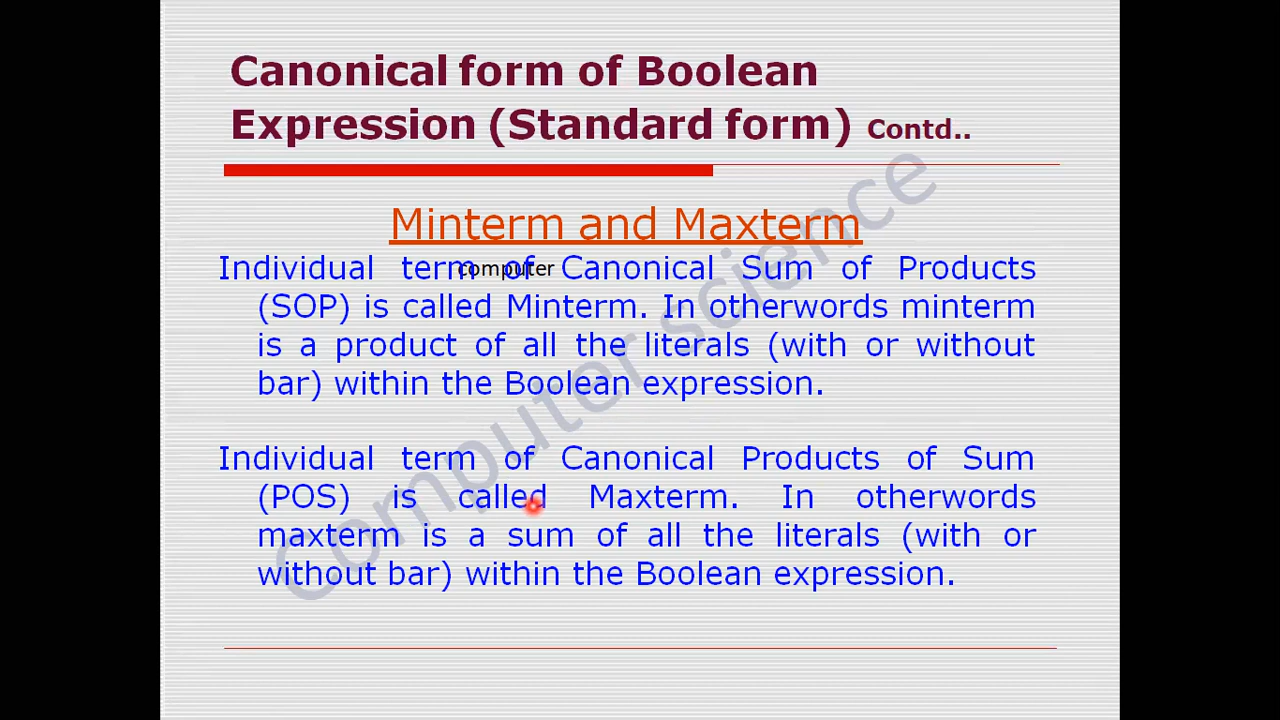 Canonical form of Boolean
Expression (Standard form) Contd..
Minterm and Maxterm
computer
Individual term of Canonical Sum of Products
(SOP) is called Minterm. In otherwords minterm
is a product of all the literals (with or without
bar) within the Boolean expression.
Individual term of Canonical Products of Sum
(POS) is called Maxterm. In otherwords
maxterm is a sum of all the literals (with or
without bar) within the Boolean expression.
Computer science